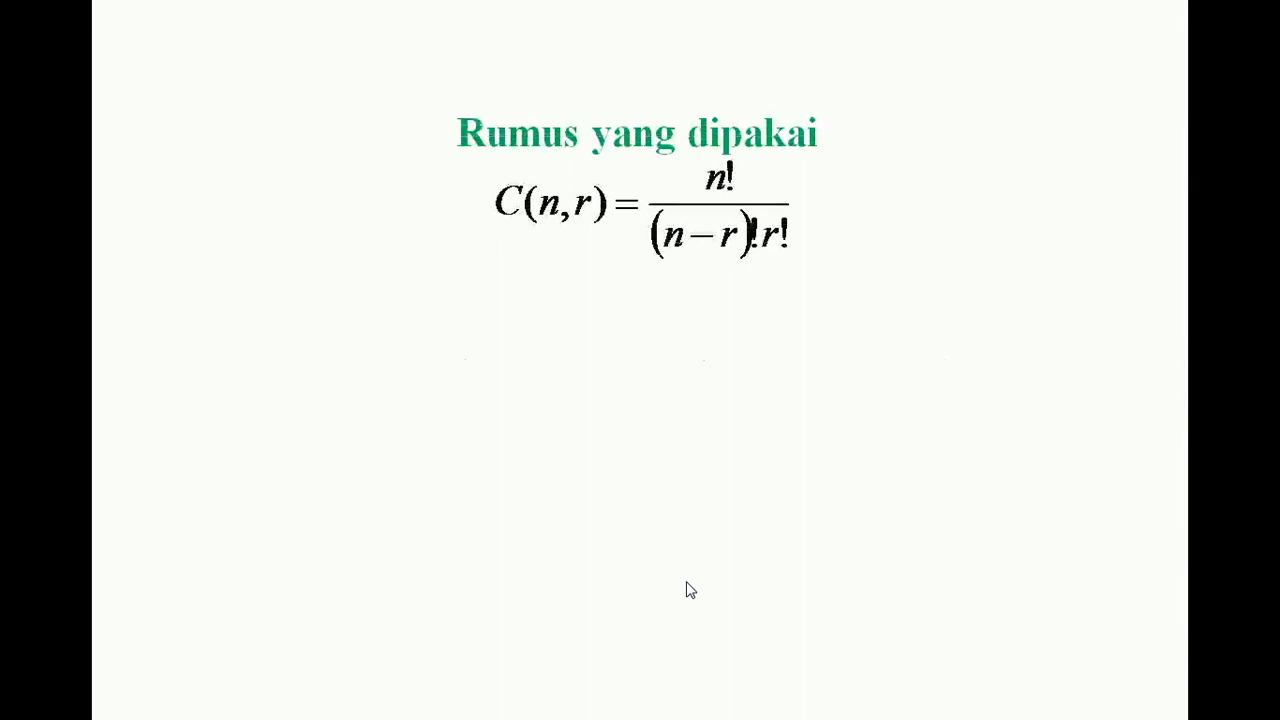 Rumus yang dipakai
C(n,r) = n! / (n − r)!r!